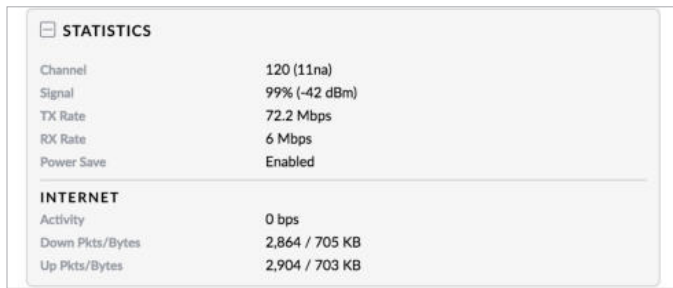 STATISTICS
Channel 120 (11na)
Signal 99% (-42 dBm)
TX Rate 72.2 Mbps
RX Rate 6 Mbps
Power Save Enabled
INTERNET
Activity 0 bps
Down Pkts/Bytes 2,864 / 705 KB
Up Pkts/Bytes 2,904 / 703 KB